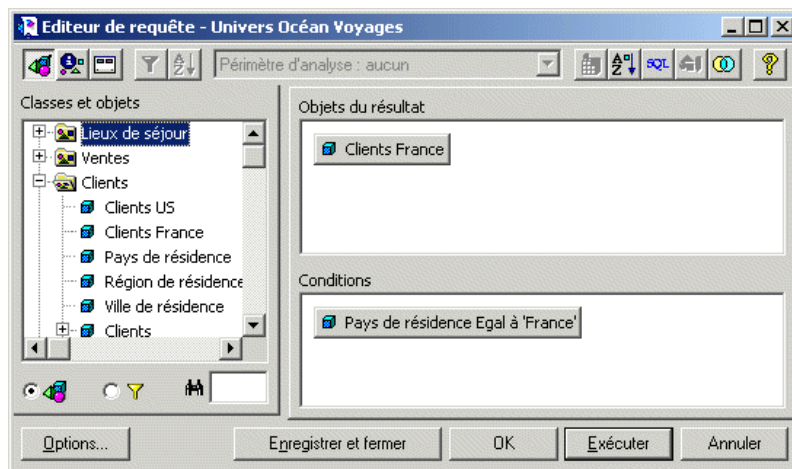 Editeur de requête - Univers Océan Voyages
Périmètre d'analyse : aucun
SQL
Classes et objets
Lieux de séjour
Ventes
Clients
Clients US
Clients France
Pays de résidence
Région de résidence
Ville de résidence
Clients
Objets du résultat
Clients France
Conditions
Pays de résidence Egal à 'France'
Options...
Enregistrer et fermer
OK
Exécuter
Annuler